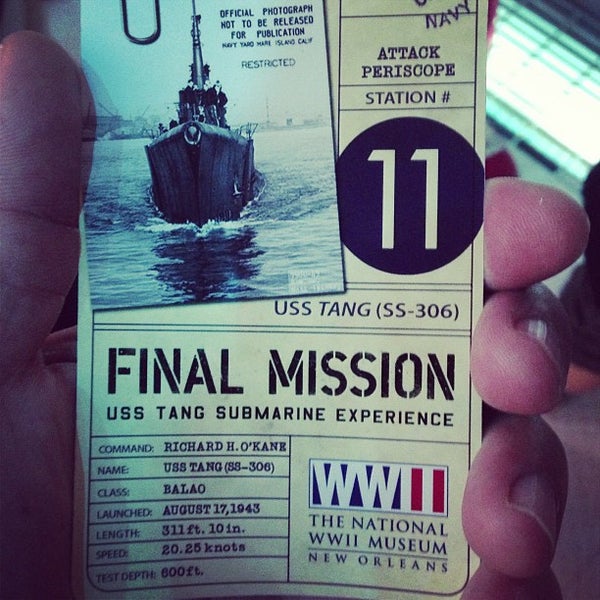 OFFICIAL PHOTOGRAPH
NOT TO BE RELEASED
FOR PUBLICATION
NAVY YARD MARE ISLAND CALIF
RESTRICTED
NAVY
ATTACK
PERISCOPE
STATION #
11
USS TANG (SS-306)
FINAL MISSION
USS TANG SUBMARINE EXPERIENCE
COMMAND: RICHARD H. O'KANE
NAME: USS TANG (SS-306)
CLASS: BALAO
LAUNCHED: AUGUST 17, 1943
LENGTH: 311 ft. 10 in.
SPEED: 20.25 knots
TEST DEPTH: 600 ft.
WWII
THE NATIONAL
WWII MUSEUM
NEW ORLEANS